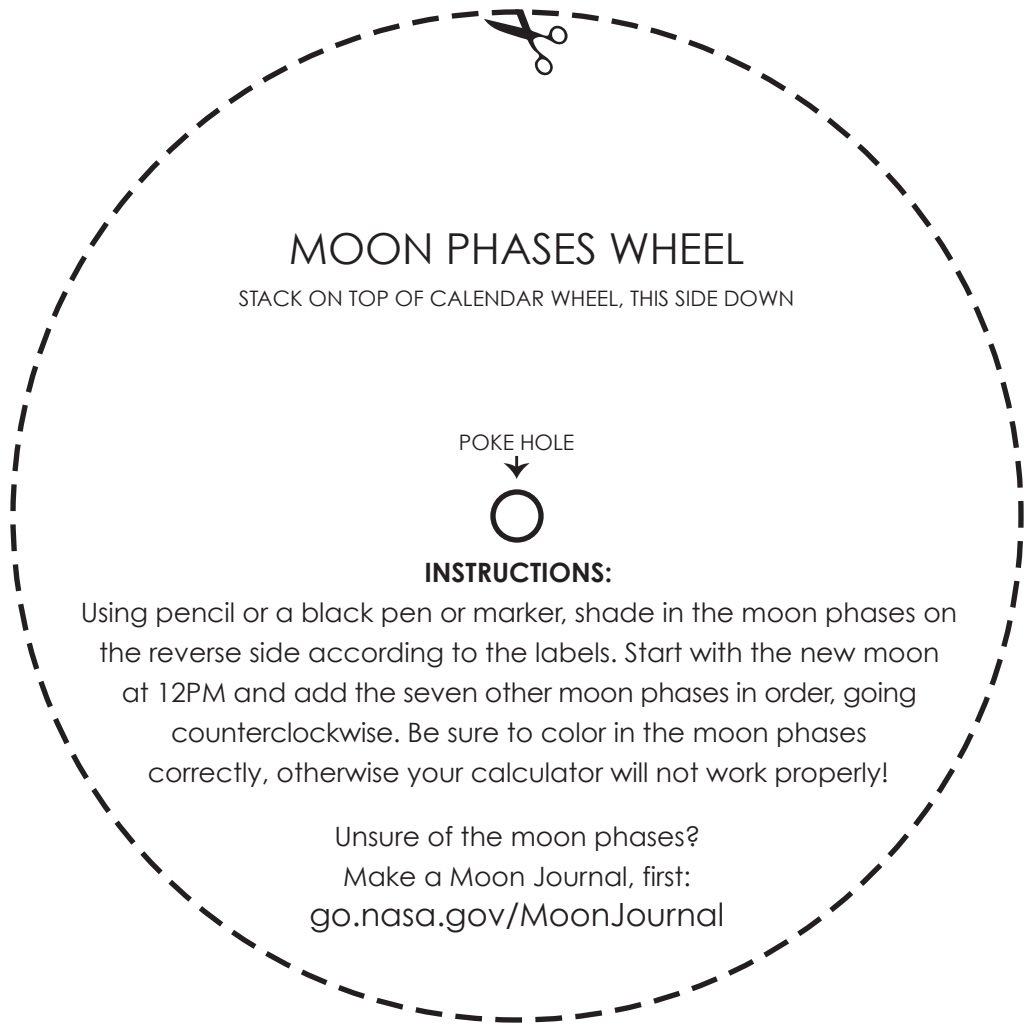 MOON PHASES WHEEL
STACK ON TOP OF CALENDAR WHEEL, THIS SIDE DOWN
POKE HOLE
INSTRUCTIONS:
Using pencil or a black pen or marker, shade in the moon phases on
the reverse side according to the labels. Start with the new moon
at 12PM and add the seven other moon phases in order, going
counterclockwise. Be sure to color in the moon phases
correctly, otherwise your calculator will not work properly!
Unsure of the moon phases?
Make a Moon Journal, first:
go.nasa.gov/MoonJournal